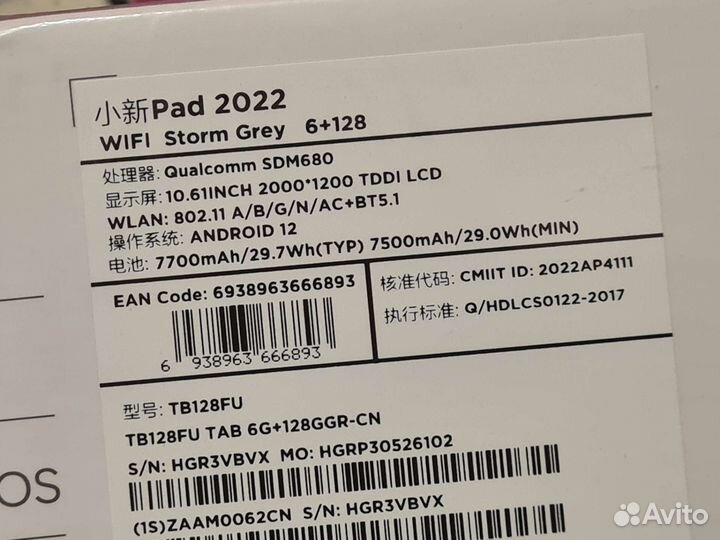 小新Pad 2022
WIFI Storm Grey 6+128
处理器: Qualcomm SDM680
显示屏: 10.61INCH 2000*1200 TDDI LCD
WLAN: 802.11 A/B/G/N/AC+BT5.1
操作系统: ANDROID 12
电池: 7700mAh/29.7Wh(TYP) 7500mAh/29.0Wh(MIN)
EAN Code: 6938963666893
6 938963 666893
核准代码: CMIIT ID: 2022AP4111
执行标准: Q/HDLCS0122-2017
型号: TB128FU
TB128FU TAB 6G+128GGR-CN
S/N: HGR3VBVX MO: HGRP30526102
(1S)ZAAM0062CN S/N: HGR3VBVX
OS
Avito